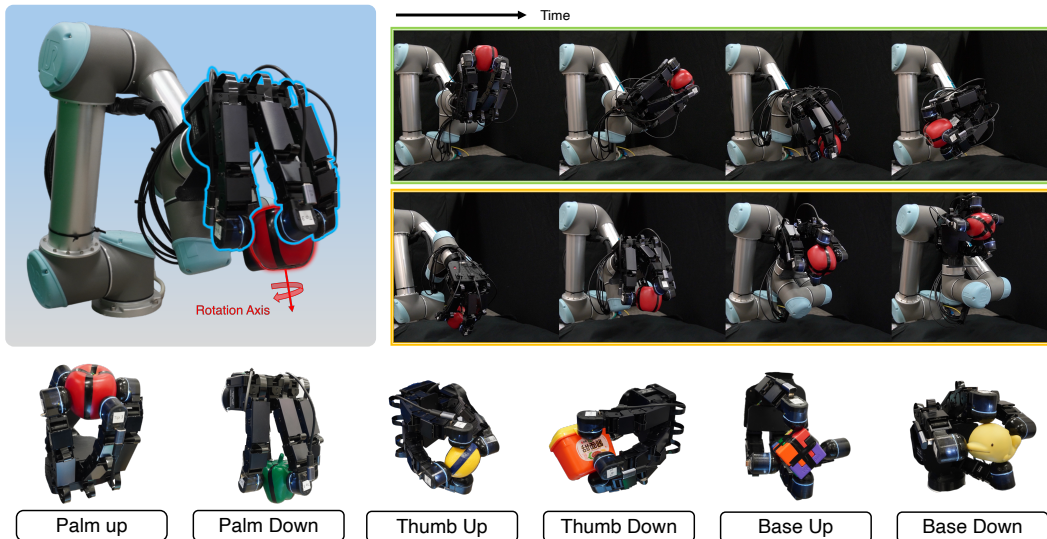 Time
Rotation Axis
Palm up
Palm Down
Thumb Up
Thumb Down
Base Up
Base Down